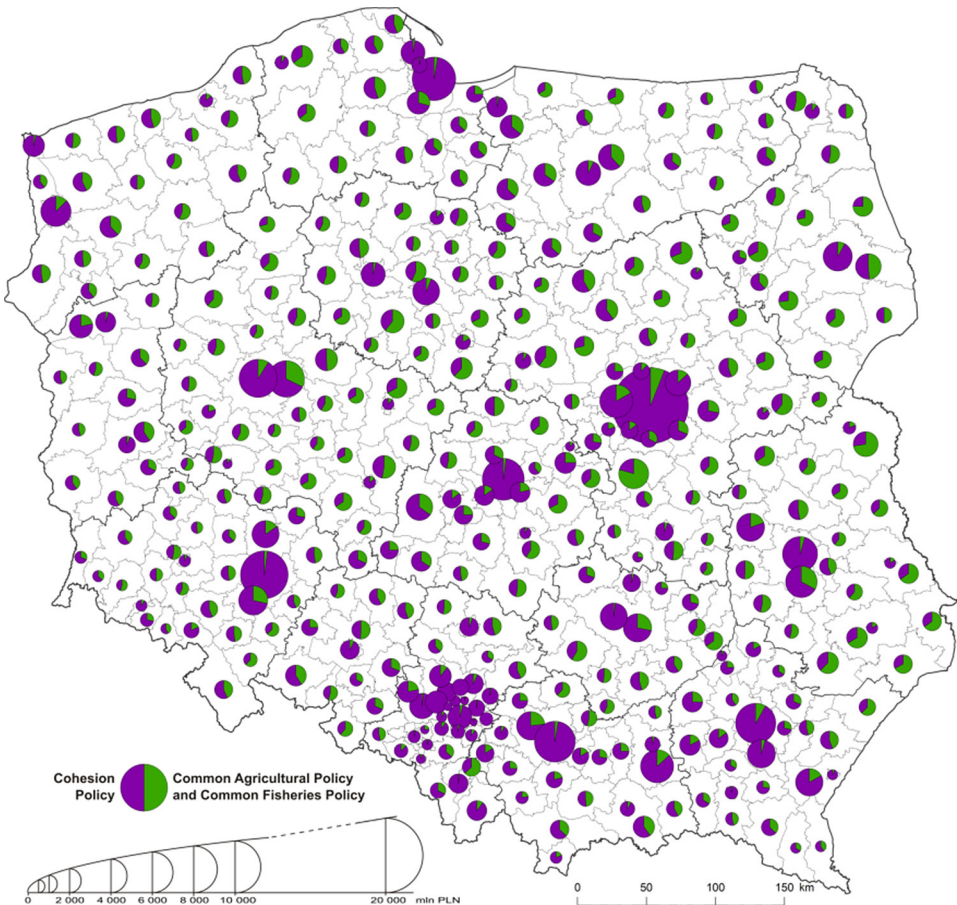 Cohesion
Policy
Common Agricultural Policy
and Common Fisheries Policy
0 2 000 4 000 6 000 8 000 10 000 20 000 mln PLN
0 50 100 150 km